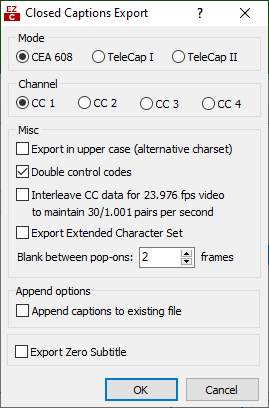 EZ
C
Closed Captions Export ? ×
Mode
CEA 608 TeleCap I TeleCap II
Channel
CC 1 CC 2 CC 3 CC 4
Misc
Export in upper case (alternative charset)
Double control codes
Interleave CC data for 23.976 fps video
to maintain 30/1.001 pairs per second
Export Extended Character Set
Blank between pop-ons: 2 frames
Append options
Append captions to existing file
Export Zero Subtitle
OK Cancel